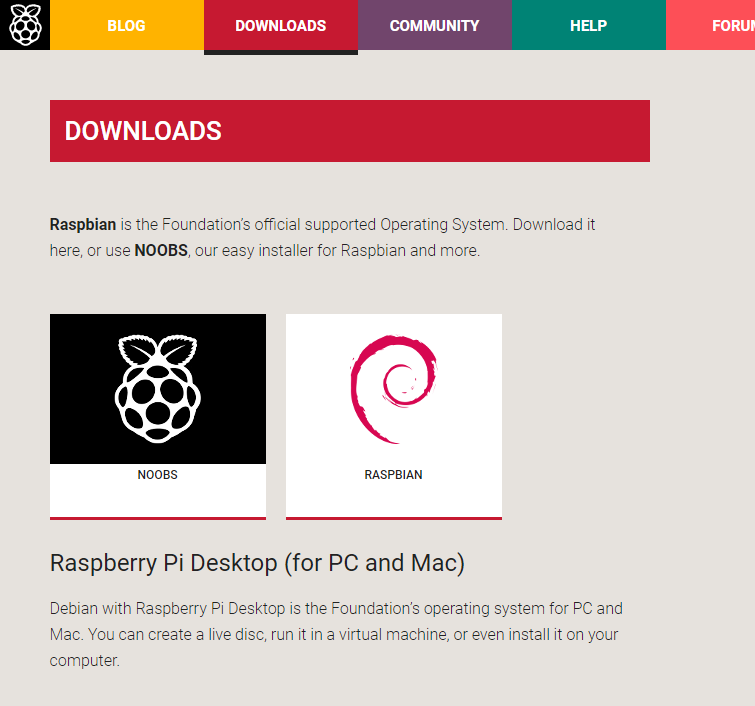 BLOG
DOWNLOADS
COMMUNITY
HELP
FORUM
DOWNLOADS
Raspbian is the Foundation's official supported Operating System. Download it
here, or use NOOBS, our easy installer for Raspbian and more.
NOOBS
RASPBIAN
Raspberry Pi Desktop (for PC and Mac)
Debian with Raspberry Pi Desktop is the Foundation's operating system for PC and
Mac. You can create a live disc, run it in a virtual machine, or even install it on your
computer.